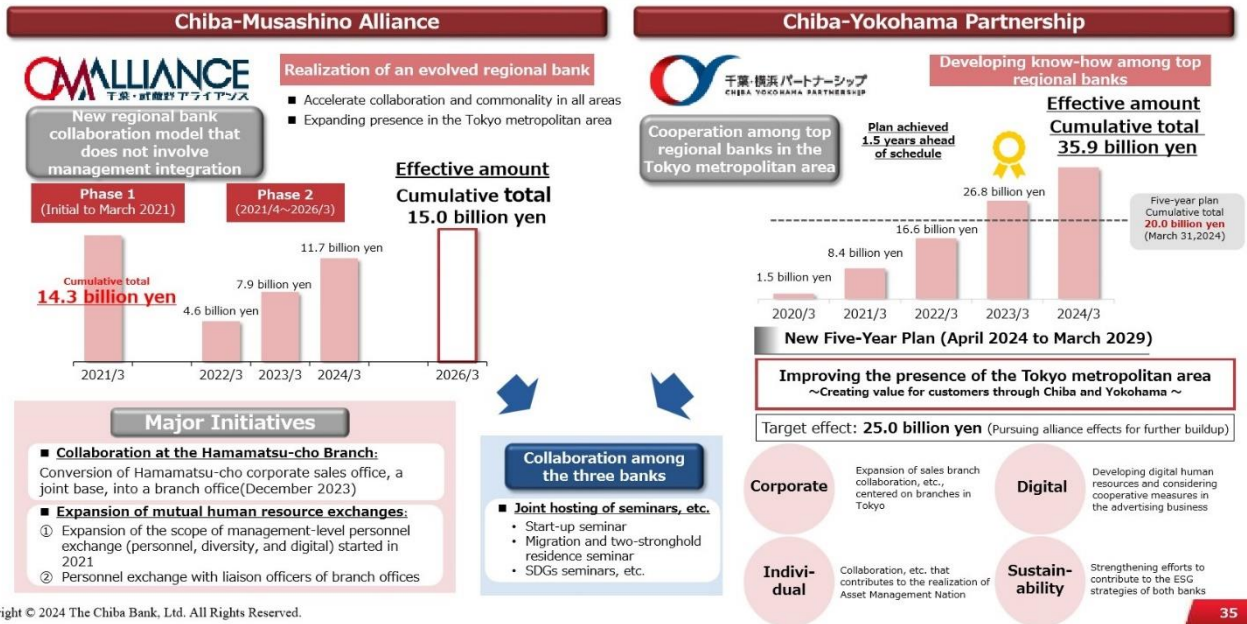 Chiba-Musashino Alliance
ALLIANCE
千葉・武蔵野アライアンス
New regional bank
collaboration model that
does not involve
management integration
Realization of an evolved regional bank
■ Accelerate collaboration and commonality in all areas
■ Expanding presence in the Tokyo metropolitan area
Phase 1
(Initial to March 2021)
Phase 2
(2021/4～2026/3)
Effective amount
Cumulative total
15.0 billion yen
Cumulative total
14.3 billion yen
4.6 billion yen
7.9 billion yen
11.7 billion yen
2021/3
2022/3
2023/3
2024/3
2026/3
Major Initiatives
■ Collaboration at the Hamamatsu-cho Branch:
Conversion of Hamamatsu-cho corporate sales office, a
joint base, into a branch office(December 2023)
■ Expansion of mutual human resource exchanges:
① Expansion of the scope of management-level personnel
exchange (personnel, diversity, and digital) started in
2021
② Personnel exchange with liaison officers of branch offices
Collaboration among
the three banks
■ Joint hosting of seminars, etc.
• Start-up seminar
• Migration and two-stronghold
residence seminar
• SDGs seminars, etc.
Chiba-Yokohama Partnership
千葉・横浜パートナーシップ
CHIBA YOKOHAMA PARTNERSHIP
Developing know-how among top
regional banks
Cooperation among top
regional banks in the
Tokyo metropolitan area
Plan achieved
1.5 years ahead
of schedule
Effective amount
Cumulative total
35.9 billion yen
1.5 billion yen
8.4 billion yen
16.6 billion yen
26.8 billion yen
Five-year plan
Cumulative total
20.0 billion yen
(March 31,2024)
2020/3
2021/3
2022/3
2023/3
2024/3
New Five-Year Plan (April 2024 to March 2029)
Improving the presence of the Tokyo metropolitan area
～Creating value for customers through Chiba and Yokohama ～
Target effect: 25.0 billion yen (Pursuing alliance effects for further buildup)
Corporate
Expansion of sales branch
collaboration, etc.,
centered on branches in
Tokyo
Digital
Developing digital human
resources and considering
cooperative measures in
the advertising business
Indivi-
dual
Collaboration, etc. that
contributes to the realization of
Asset Management Nation
Sustain-
ability
Strengthening efforts to
contribute to the ESG
strategies of both banks
right © 2024 The Chiba Bank, Ltd. All Rights Reserved.
35